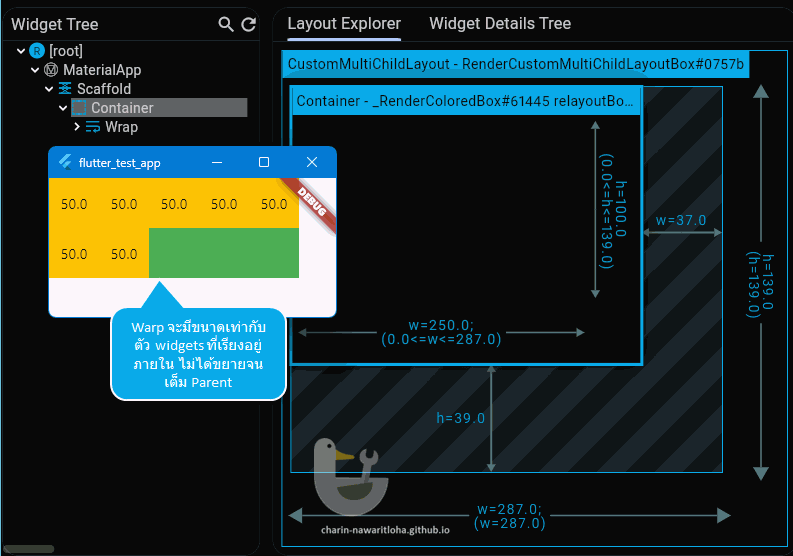 Widget Tree
[root]
MaterialApp
Scaffold
Container
Wrap
flutter_test_app
50.0 50.0 50.0 50.0 50.0
50.0 50.0
DEBUG
Warp จะมีขนาดเท่ากับ
ตัว widgets ที่เรียงอยู่
ภายใน ไม่ได้ขยายจน
เต็ม Parent
Layout Explorer
Widget Details Tree
CustomMultiChildLayout - RenderCustomMultiChildLayoutBox#0757b
Container - _RenderColoredBox#61445 relayoutBo...
h=100.0
(0.0<=h<=139.0)
w=37.0
h=139.0
(h=139.0)
w=250.0;
(0.0<=w<=287.0)
h=39.0
w=287.0;
(w=287.0)
charin-nawaritloha.github.io